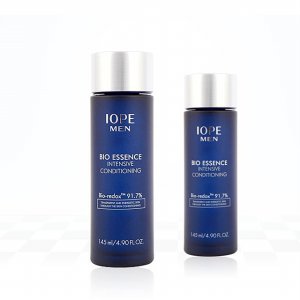 IOPE
MEN
BIO ESSENCE
INTENSIVE
CONDITIONING
Bio-redox™ 91.7%
145 ml/4.90 FL.OZ.
IOPE
MEN
BIO ESSENCE
INTENSIVE
CONDITIONING
Bio-redox™ 91.7%
145 ml/4.90 FL.OZ.